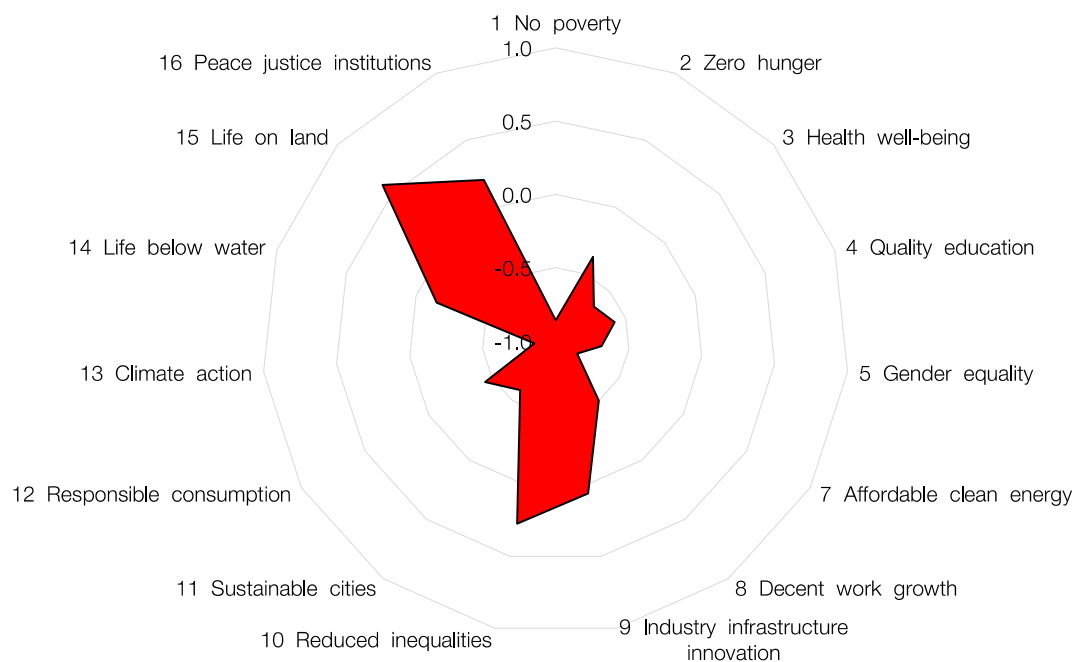 1 No poverty
1.0
16 Peace justice institutions
2 Zero hunger
0.5
15 Life on land
3 Health well-being
0.0
14 Life below water
4 Quality education
-0.5
-1.0
13 Climate action
5 Gender equality
12 Responsible consumption
7 Affordable clean energy
11 Sustainable cities
8 Decent work growth
10 Reduced inequalities
9 Industry infrastructure
innovation